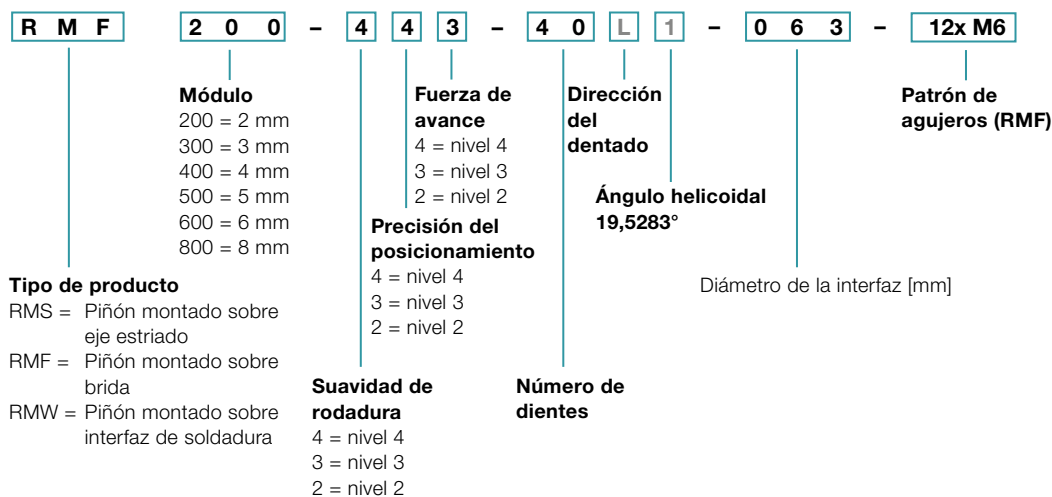 R M F 2 0 0 – 4 4 3 – 4 0 L 1 – 0 6 3 – 12x M6
Módulo
200 = 2 mm
300 = 3 mm
400 = 4 mm
500 = 5 mm
600 = 6 mm
800 = 8 mm
Fuerza de
avance
4 = nivel 4
3 = nivel 3
2 = nivel 2
Dirección
del
dentado
Patrón de
agujeros (RMF)
Ángulo helicoidal
19,5283°
Precisión del
posicionamiento
4 = nivel 4
3 = nivel 3
2 = nivel 2
Tipo de producto
RMS = Piñón montado sobre
eje estriado
RMF = Piñón montado sobre
brida
RMW = Piñón montado sobre
interfaz de soldadura
Diámetro de la interfaz [mm]
Suavidad de
rodadura
4 = nivel 4
3 = nivel 3
2 = nivel 2
Número de
dientes